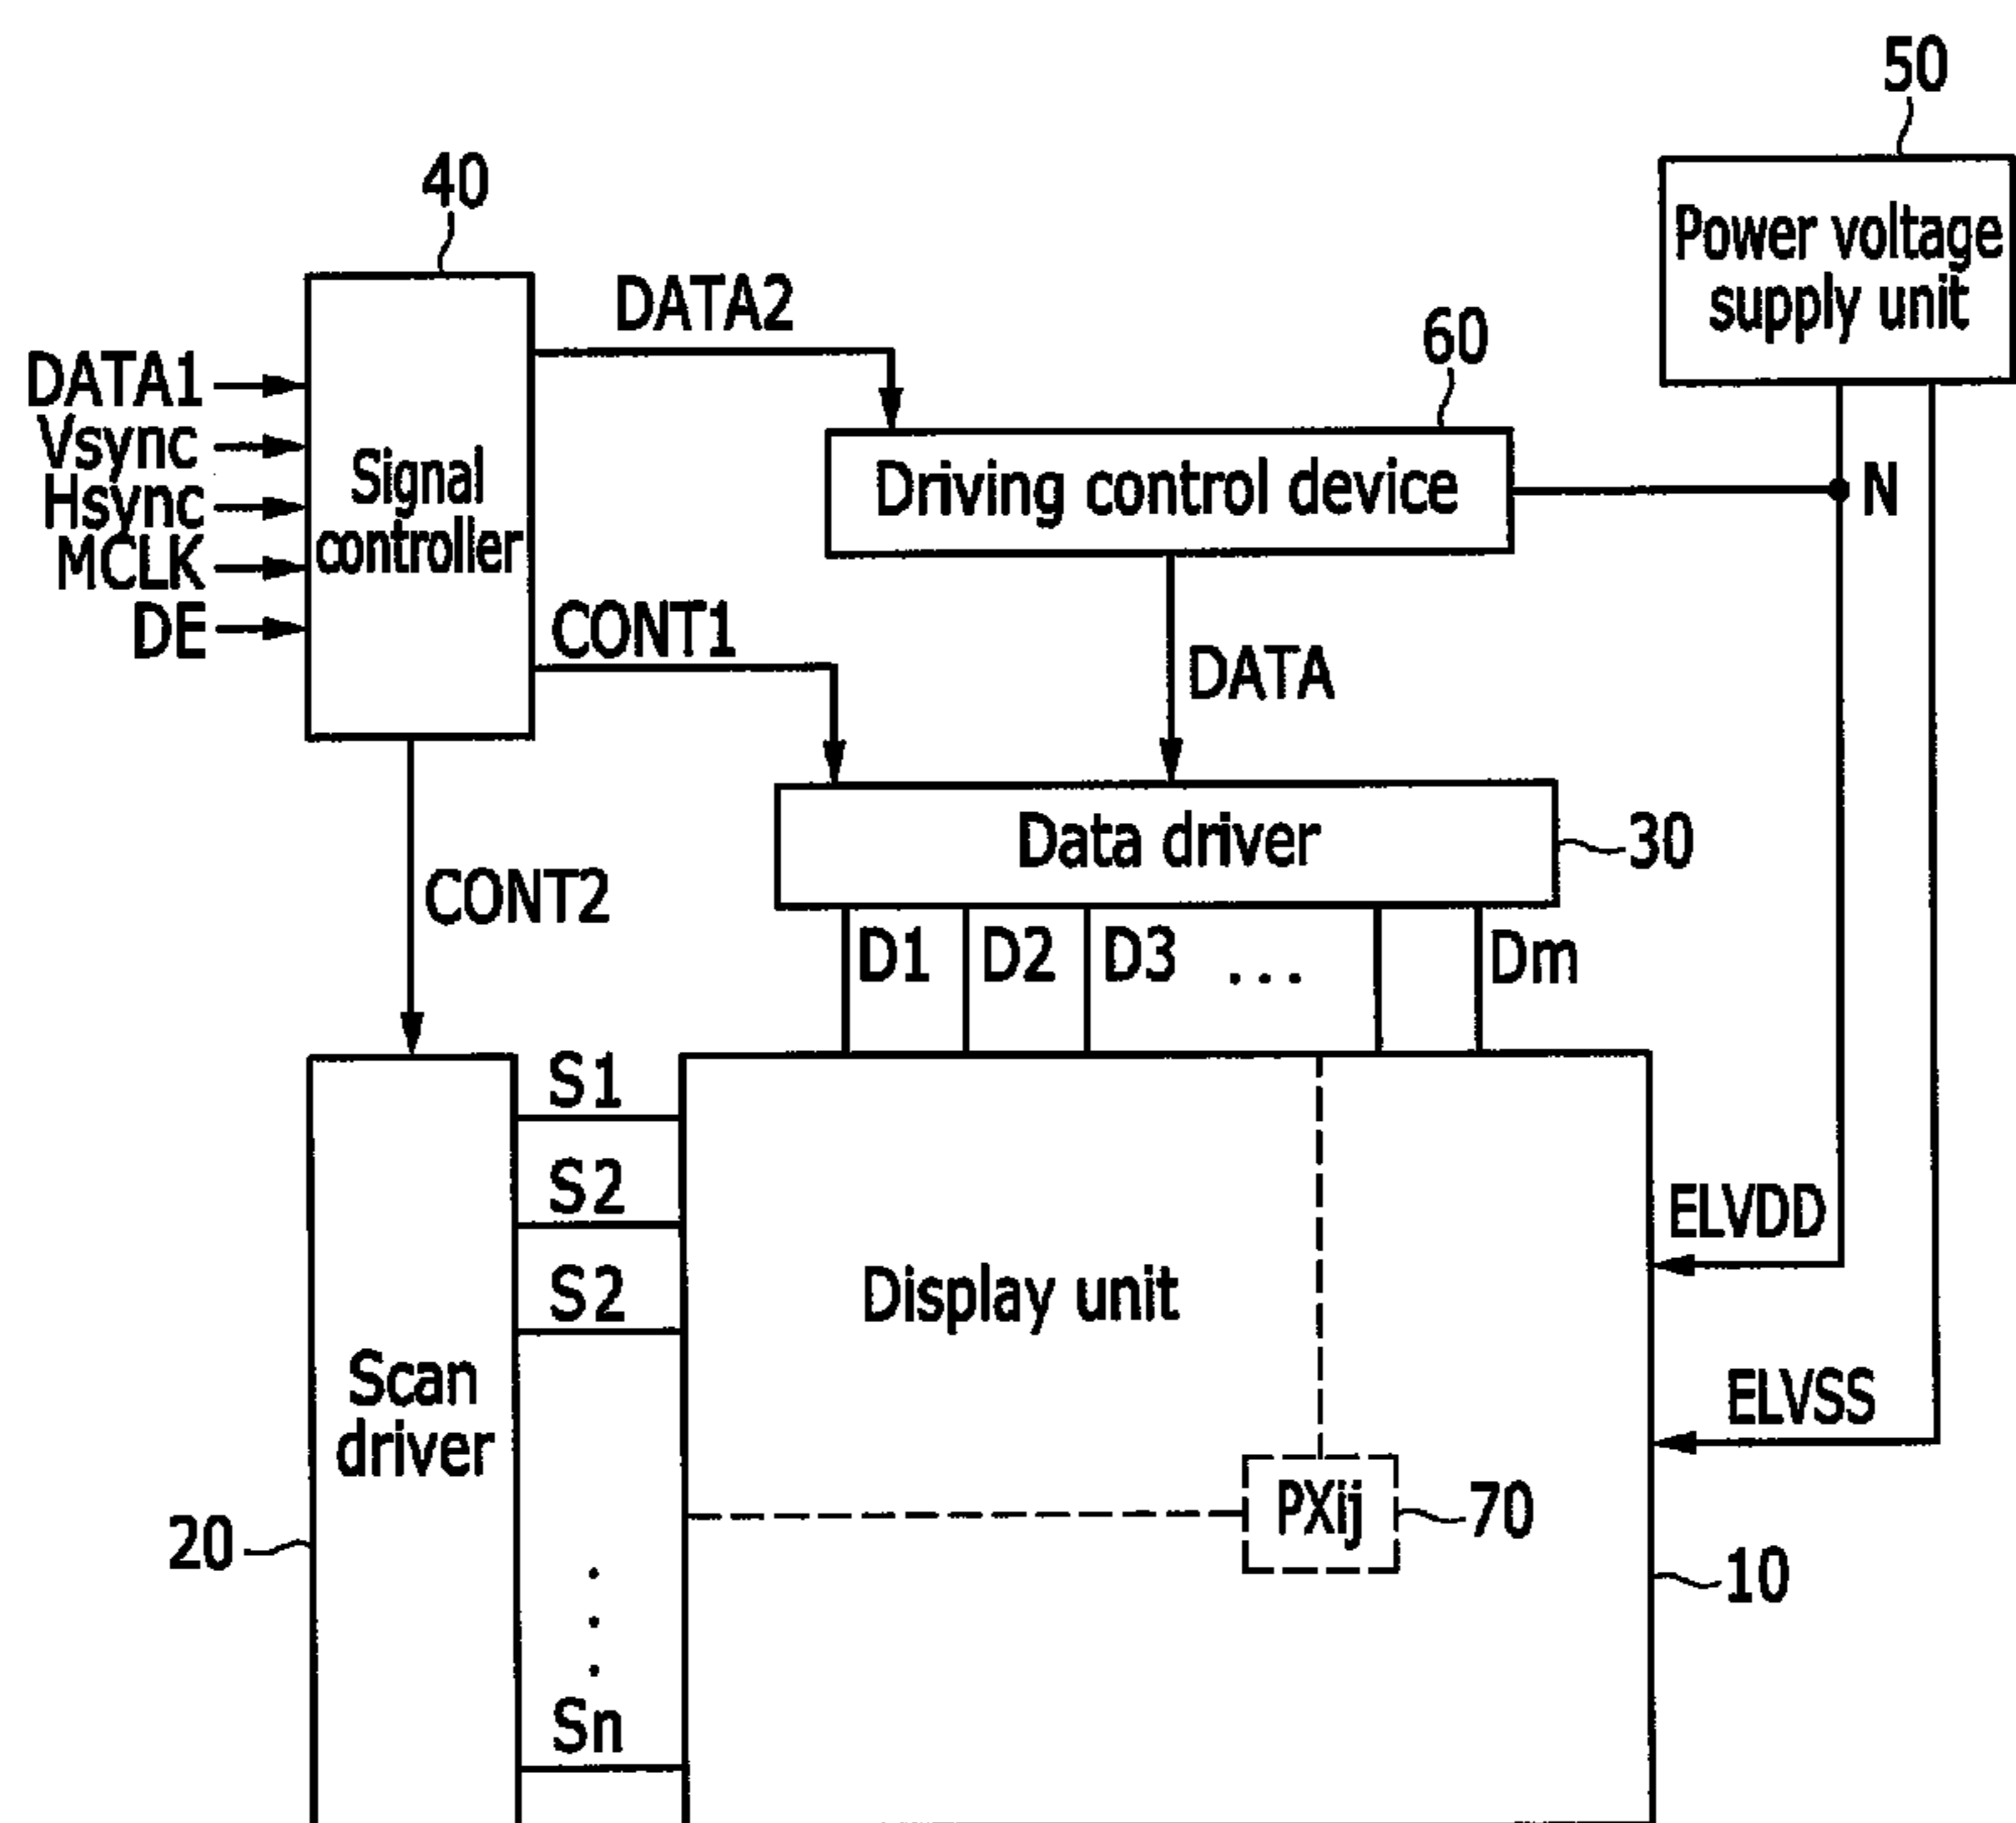 50
Power voltage
supply unit
40
DATA2
60
DATA1
Vsync
Hsync
MCLK
DE
Signal
controller
Driving control device
N
CONT1
DATA
Data driver
30
CONT2
D1 D2 D3 ... Dm
S1
S2
S2
ELVDD
Display unit
Scan
driver
ELVSS
PXij
70
20
10
.
.
.
Sn